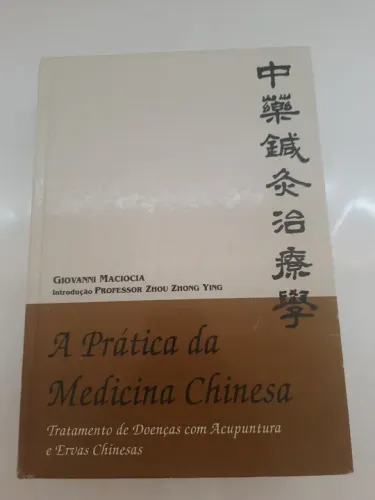 中藥鍼灸治療學
GIOVANNI MACIOCIA
Introdução PROFESSOR ZHOU ZHONG YING
A Prática da
Medicina Chinesa
Tratamento de Doenças com Acupuntura
e Ervas Chinesas